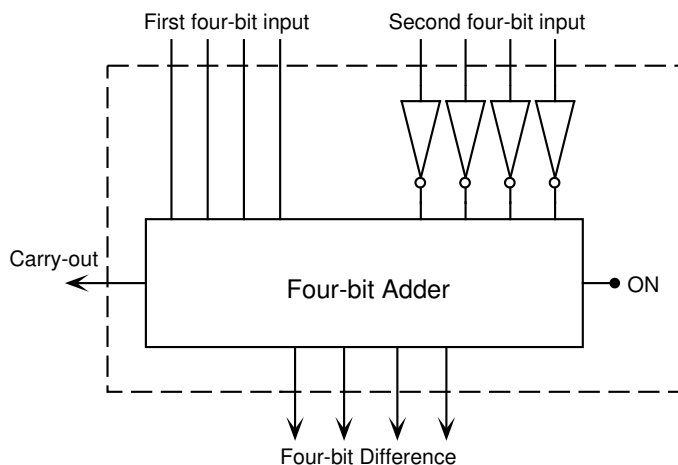 First four-bit input
Second four-bit input
Carry-out
Four-bit Adder
ON
Four-bit Difference